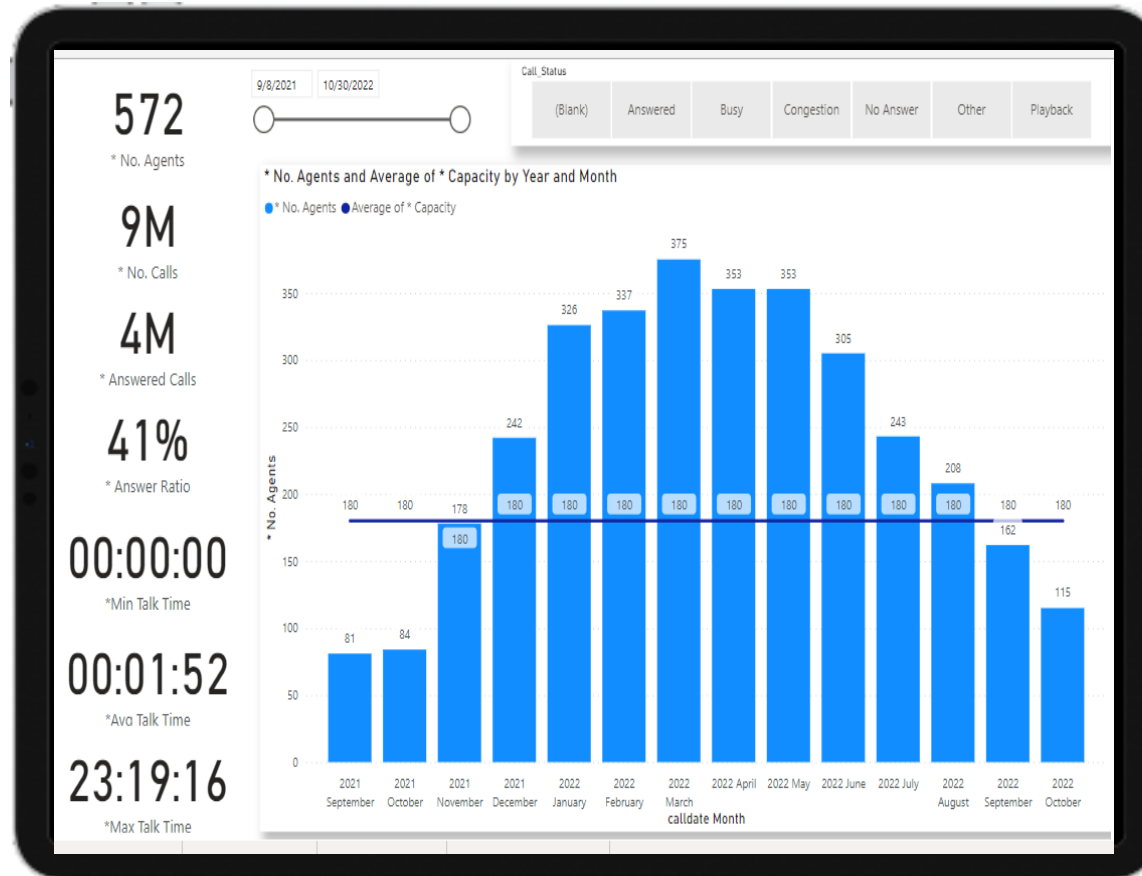 572
* No. Agents
9M
* No. Calls
4M
* Answered Calls
41%
* Answer Ratio
00:00:00
*Min Talk Time
00:01:52
*Avg Talk Time
23:19:16
*Max Talk Time
9/8/2021 10/30/2022
Call_Status
(Blank) Answered Busy Congestion No Answer Other Playback
* No. Agents and Average of * Capacity by Year and Month
* No. Agents Average of * Capacity
* No. Agents
350
300
250
200
150
100
50
0
81 84 178 242 326 337 375 353 353 305 243 208 162 115
180 180 180 180 180 180 180 180 180 180 180 180 180 180
2021 September
2021 October
2021 November
2021 December
2022 January
2022 February
2022 March
2022 April
2022 May
2022 June
2022 July
2022 August
2022 September
2022 October
calldate Month